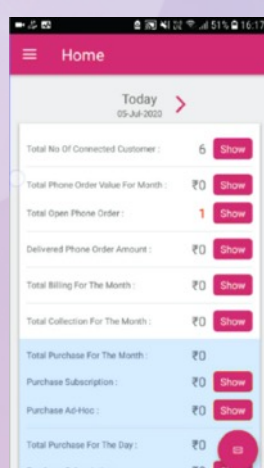 51% 16:17
Home
Today
05-Jul-2020
Total No Of Connected Customer : 6 Show
Total Phone Order Value For Month : ₹0 Show
Total Open Phone Order : 1 Show
Delivered Phone Order Amount : ₹0 Show
Total Billing For The Month : ₹0 Show
Total Collection For The Month : ₹0 Show
Total Purchase For The Month : ₹0
Purchase Subscription : ₹0 Show
Purchase Ad-Hoc : ₹0 Show
Total Purchase For The Day : ₹0